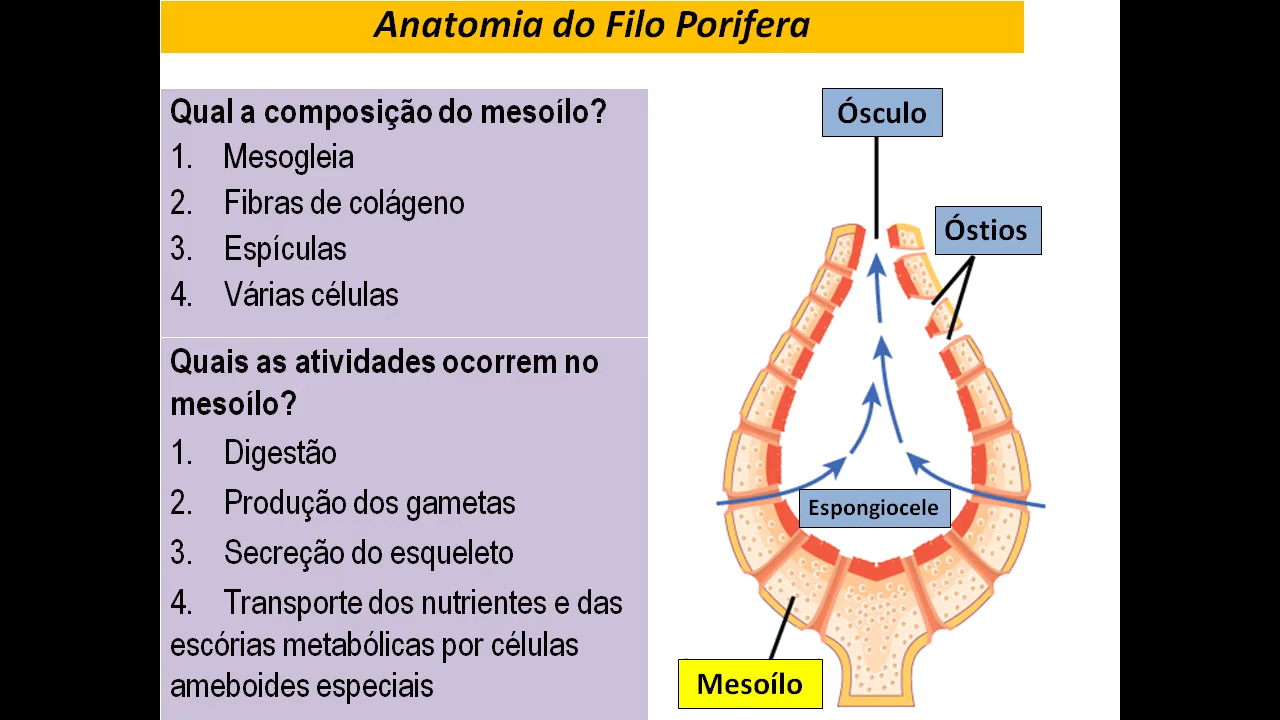 Anatomia do Filo Porifera
Qual a composição do mesoílo?
1. Mesogleia
2. Fibras de colágeno
3. Espículas
4. Várias células
Quais as atividades ocorrem no
mesoílo?
1. Digestão
2. Produção dos gametas
3. Secreção do esqueleto
4. Transporte dos nutrientes e das
escórias metabólicas por células
ameboides especiais
Ósculo
Óstios
Espongiocele
Mesoílo